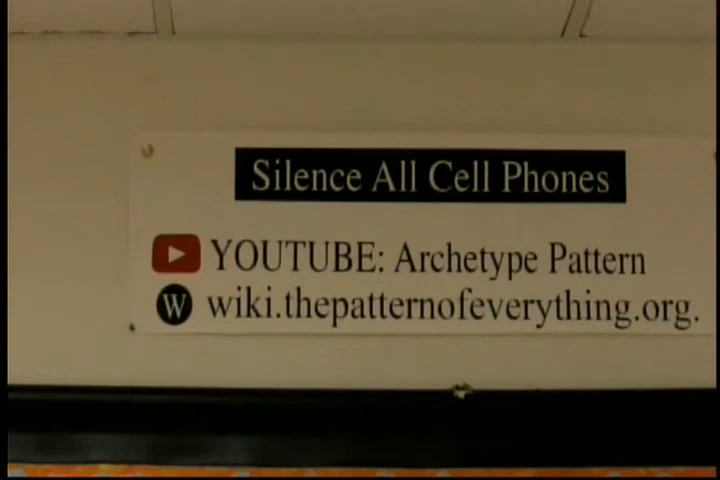 Silence All Cell Phones
YOUTUBE: Archetype Pattern
W wiki.thepatternofeverything.org.